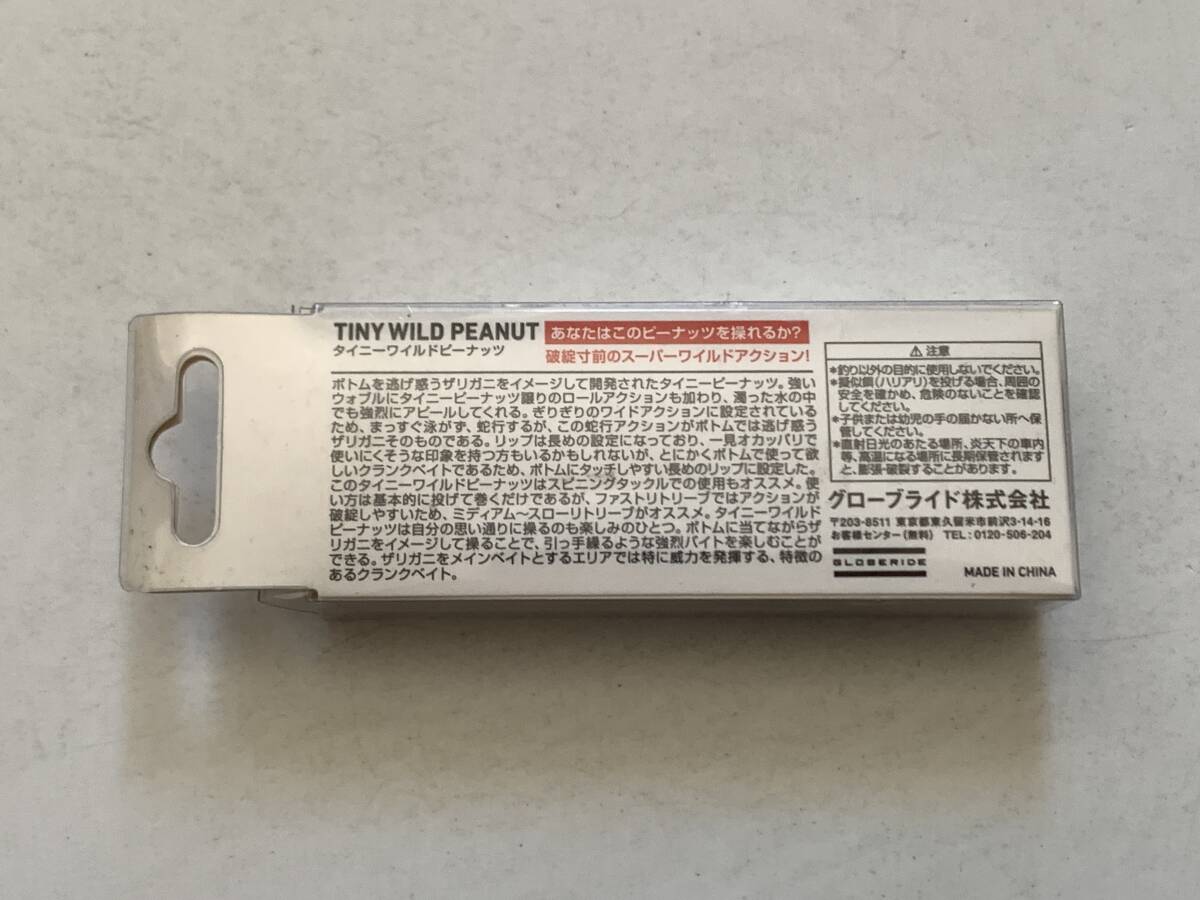 TINY WILD PEANUT
タイニーワイルドピーナッツ
あなたはこのピーナッツを操れるか?
破綻寸前のスーパーワイルドアクション!
ボトムを逃げ惑うザリガニをイメージして開発されたタイニーピーナッツ。強い
ウォブルにタイニーピーナッツ譲りのロールアクションも加わり、濁った水の中
でも強烈にアピールしてくれる。ぎりぎりのワイドアクションに設定されている
ため、まっすぐ泳がず、蛇行するが、この蛇行アクションがボトムでは逃げ惑う
ザリガニそのものである。リップは長めの設定になっており、一見オカッパリで
使いにくそうな印象を持つ方もいるかもしれないが、とにかくボトムで使って欲
しいクランクベイトであるため、ボトムにタッチしやすい長めのリップに設定した。
このタイニーワイルドピーナッツはスピニングタックルでの使用もオススメ。使
い方は基本的に投げて巻くだけであるが、ファストリトリーブではアクションが
破綻しやすいため、ミディアム〜スローリトリーブがオススメ。タイニーワイルド
ピーナッツは自分の思い通りに操るのも楽しみのひとつ。ボトムに当てながらザ
リガニをイメージして操ることで、引っ手繰るような強烈バイトを楽しむことが
できる。ザリガニをメインベイトとするエリアでは特に威力を発揮する、特徴の
あるクランクベイト。
⚠注意
*釣り以外の目的に使用しないでください。
*擬似餌(ハリアリ)を投げる場合、周囲の
安全を確かめ、危険のないことを確認
してください。
*子供または幼児の手の届かない所へ保
管してください。
*直射日光のあたる場所、炎天下の車内
等、高温になる場所に長期保管されます
と、膨張・破裂することがあります。
グローブライド株式会社
〒203-8511 東京都東久留米市前沢3-14-16
お客様センター(無料) TEL:0120-506-204
GLOBERIDE
MADE IN CHINA